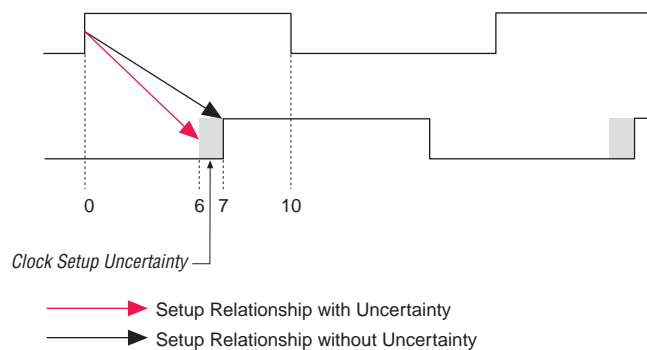 0 6 7 10
Clock Setup Uncertainty
Setup Relationship with Uncertainty
Setup Relationship without Uncertainty